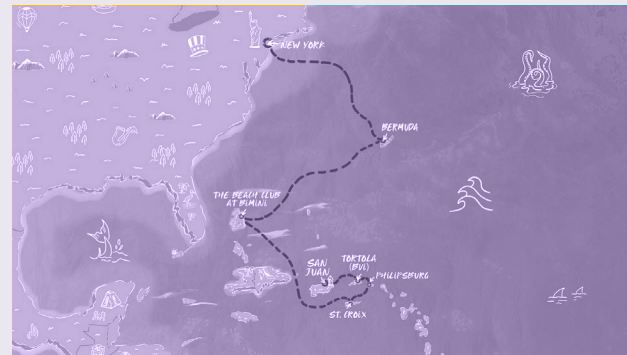 NEW YORK
BERMUDA
THE BEACH CLUB
AT BIMINI
SAN
JUAN
TORTOLA
(BVI)
PHILIPSBURG
ST. CROIX